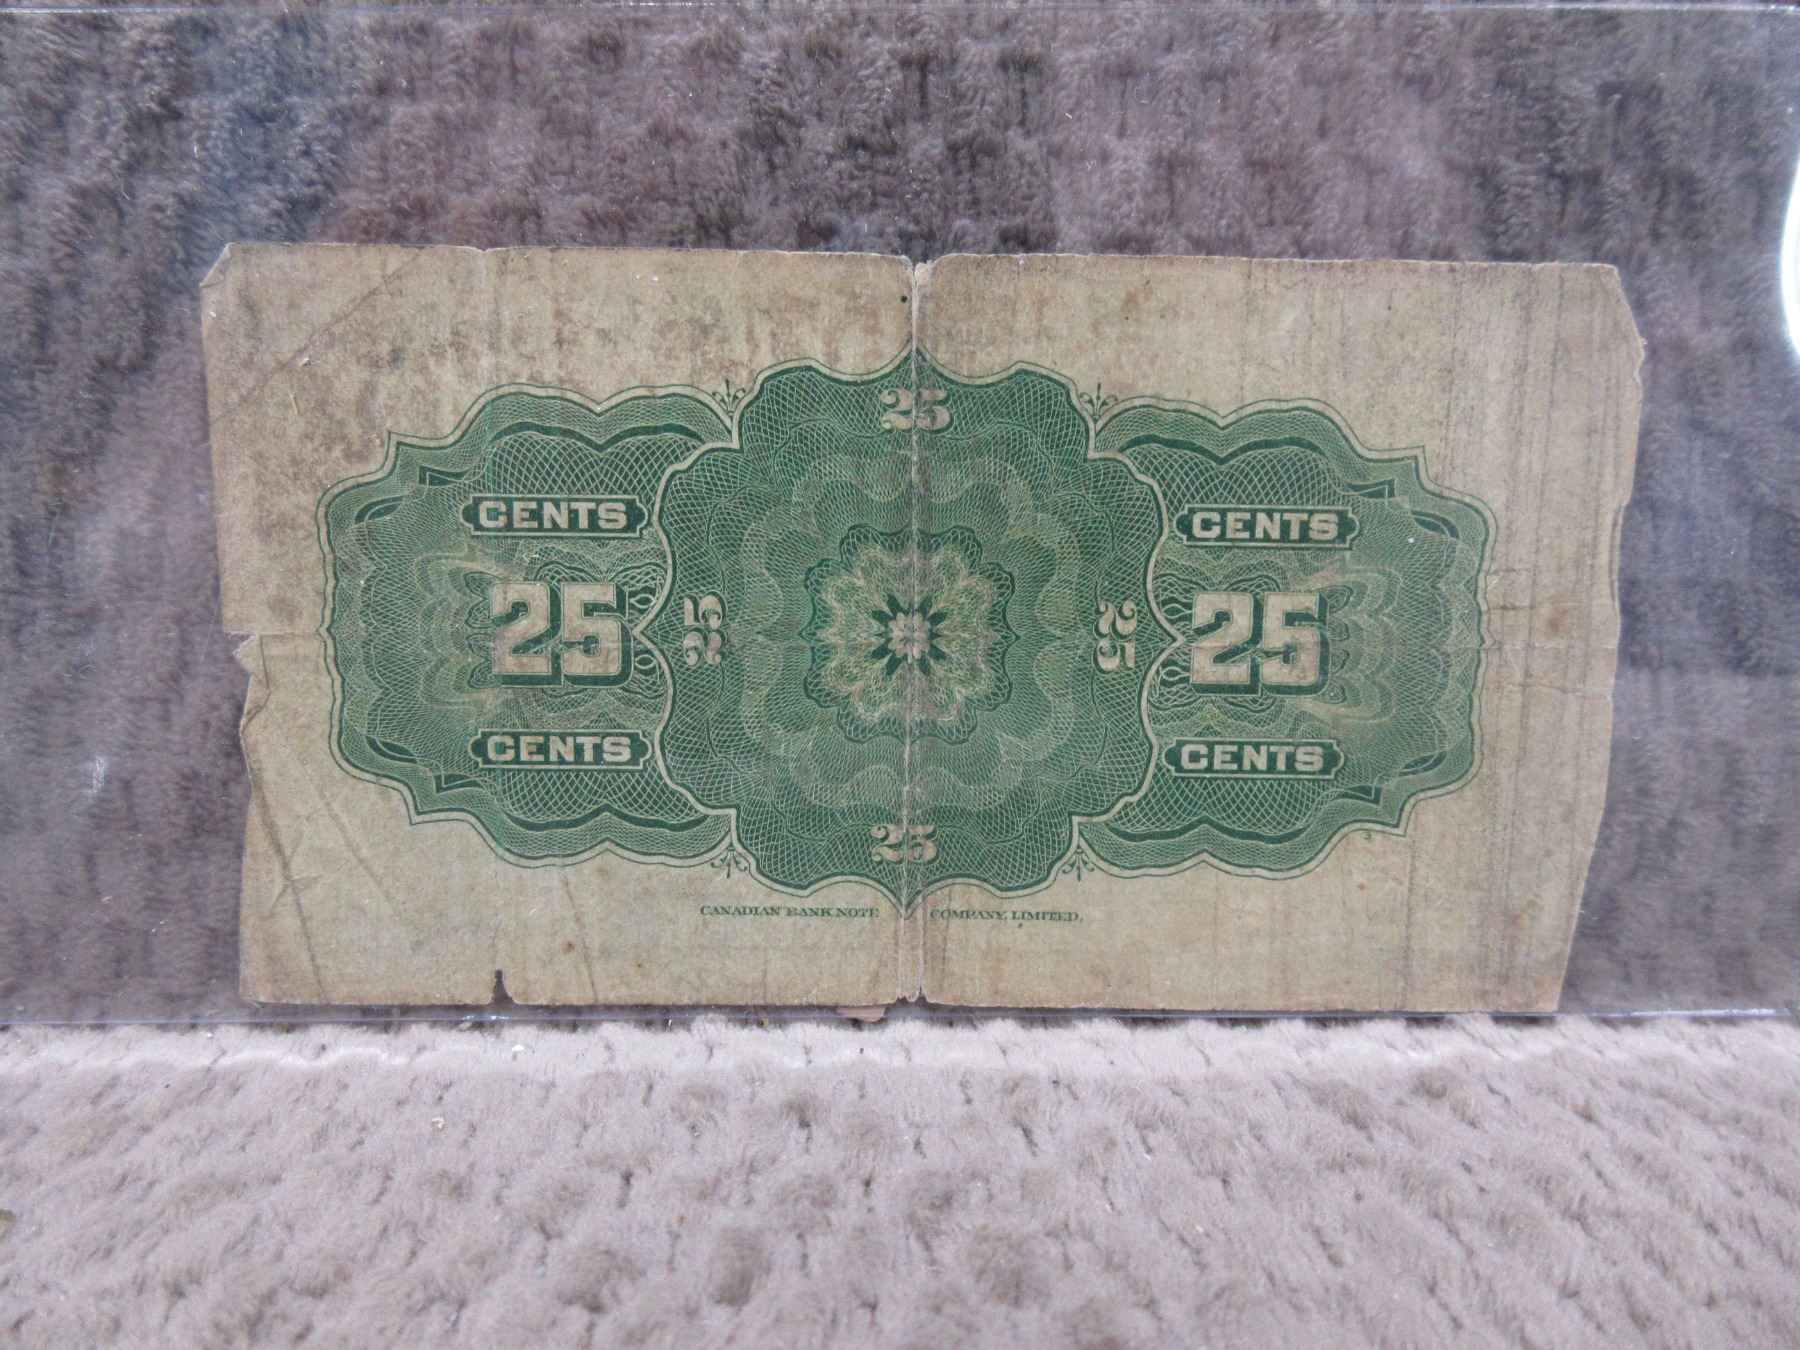 25
CENTS CENTS
25 25 25 25
CENTS CENTS
25
CANADIAN BANK NOTE COMPANY, LIMITED.